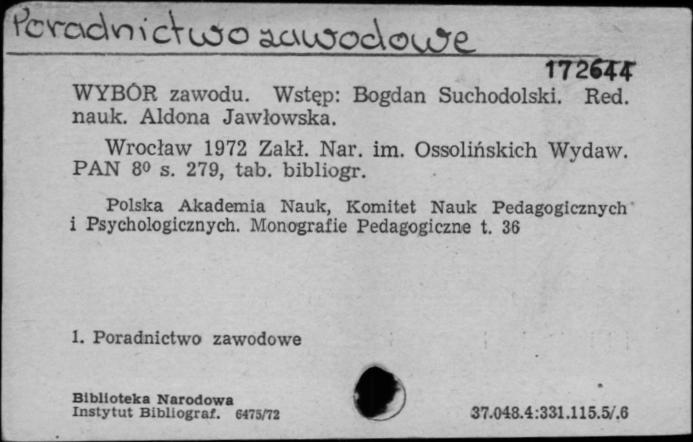 Poradnictwo zawodowe
172644
WYBÓR zawodu. Wstęp: Bogdan Suchodolski. Red.
nauk. Aldona Jawłowska.
Wrocław 1972 Zakł. Nar. im. Ossolińskich Wydaw.
PAN 8⁰ s. 279, tab. bibliogr.
Polska Akademia Nauk, Komitet Nauk Pedagogicznych
i Psychologicznych. Monografie Pedagogiczne t. 36
1. Poradnictwo zawodowe
Biblioteka Narodowa
Instytut Bibliograf. 6475/72
37.048.4:331.115.5/.6